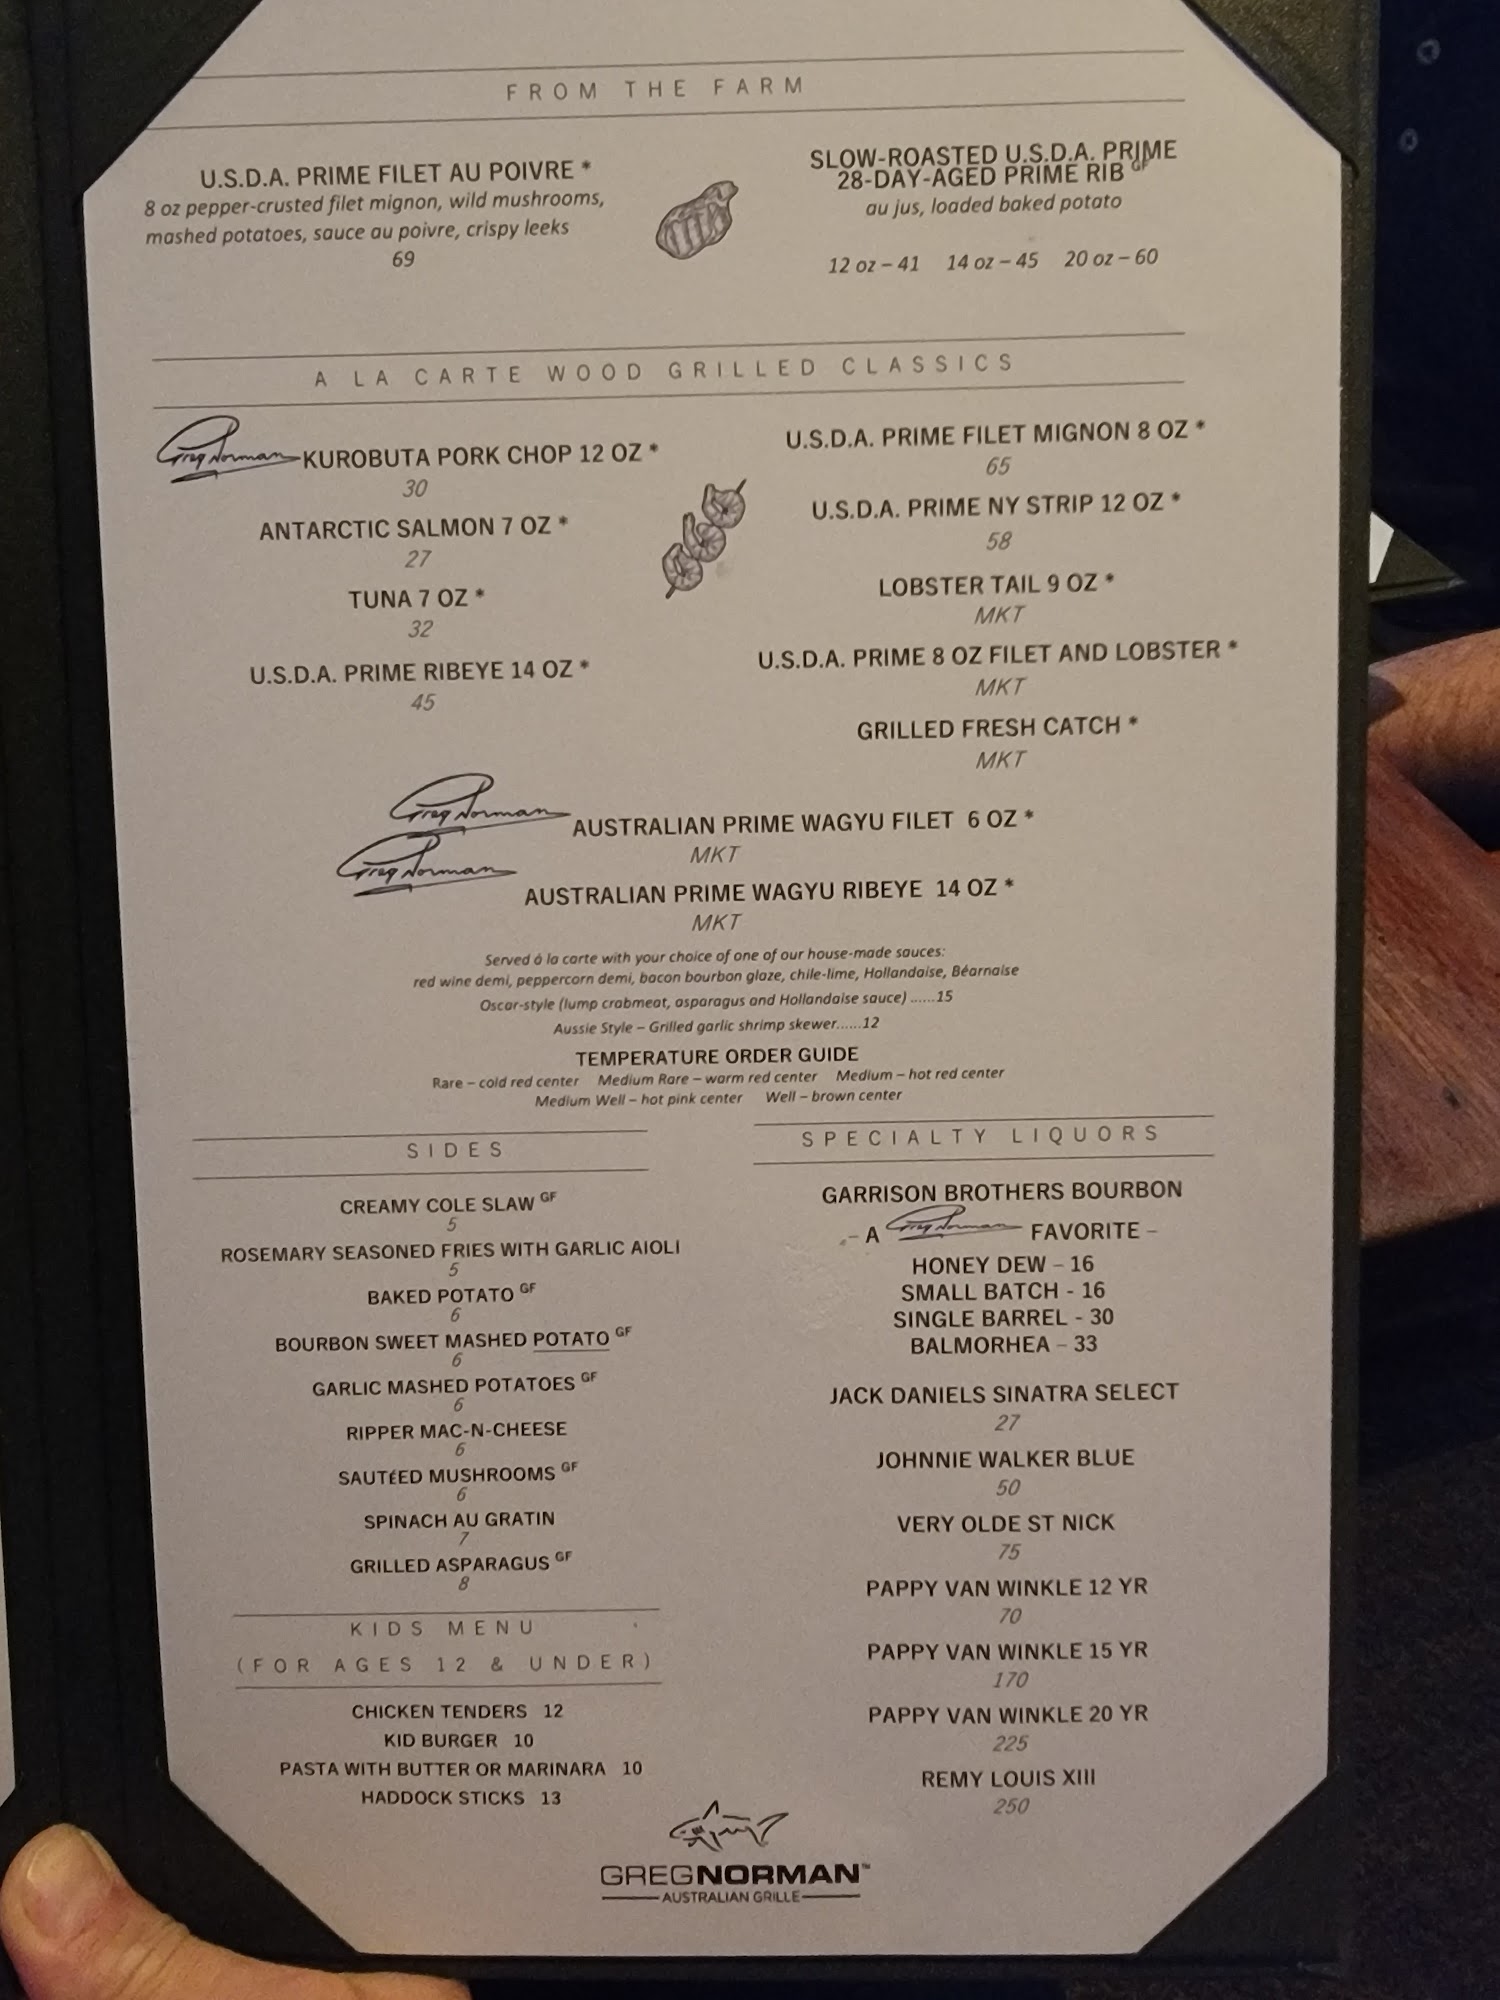 FROM THE FARM
U.S.D.A. PRIME FILET AU POIVRE *
8 oz pepper-crusted filet mignon, wild mushrooms,
mashed potatoes, sauce au poivre, crispy leeks
69
SLOW-ROASTED U.S.D.A. PRIME
28-DAY-AGED PRIME RIB GF
au jus, loaded baked potato
12 oz – 41 14 oz – 45 20 oz – 60
A LA CARTE WOOD GRILLED CLASSICS
Greg Norman KUROBUTA PORK CHOP 12 OZ *
30
ANTARCTIC SALMON 7 OZ *
27
TUNA 7 OZ *
32
U.S.D.A. PRIME RIBEYE 14 OZ *
45
U.S.D.A. PRIME FILET MIGNON 8 OZ *
65
U.S.D.A. PRIME NY STRIP 12 OZ *
58
LOBSTER TAIL 9 OZ *
MKT
U.S.D.A. PRIME 8 OZ FILET AND LOBSTER *
MKT
GRILLED FRESH CATCH *
MKT
Greg Norman AUSTRALIAN PRIME WAGYU FILET 6 OZ *
MKT
Greg Norman AUSTRALIAN PRIME WAGYU RIBEYE 14 OZ *
MKT
Served à la carte with your choice of one of our house-made sauces:
red wine demi, peppercorn demi, bacon bourbon glaze, chile-lime, Hollandaise, Béarnaise
Oscar-style (lump crabmeat, asparagus and Hollandaise sauce) ......15
Aussie Style – Grilled garlic shrimp skewer......12
TEMPERATURE ORDER GUIDE
Rare – cold red center Medium Rare – warm red center Medium – hot red center
Medium Well – hot pink center Well – brown center
SIDES
CREAMY COLE SLAW GF
5
ROSEMARY SEASONED FRIES WITH GARLIC AIOLI
5
BAKED POTATO GF
6
BOURBON SWEET MASHED POTATO GF
6
GARLIC MASHED POTATOES GF
6
RIPPER MAC-N-CHEESE
6
SAUTÉED MUSHROOMS GF
6
SPINACH AU GRATIN
7
GRILLED ASPARAGUS GF
8
KIDS MENU
(FOR AGES 12 & UNDER)
CHICKEN TENDERS 12
KID BURGER 10
PASTA WITH BUTTER OR MARINARA 10
HADDOCK STICKS 13
SPECIALTY LIQUORS
GARRISON BROTHERS BOURBON
– A Greg Norman FAVORITE –
HONEY DEW – 16
SMALL BATCH - 16
SINGLE BARREL - 30
BALMORHEA – 33
JACK DANIELS SINATRA SELECT
27
JOHNNIE WALKER BLUE
50
VERY OLDE ST NICK
75
PAPPY VAN WINKLE 12 YR
70
PAPPY VAN WINKLE 15 YR
170
PAPPY VAN WINKLE 20 YR
225
REMY LOUIS XIII
250
GREG NORMAN™
AUSTRALIAN GRILLE